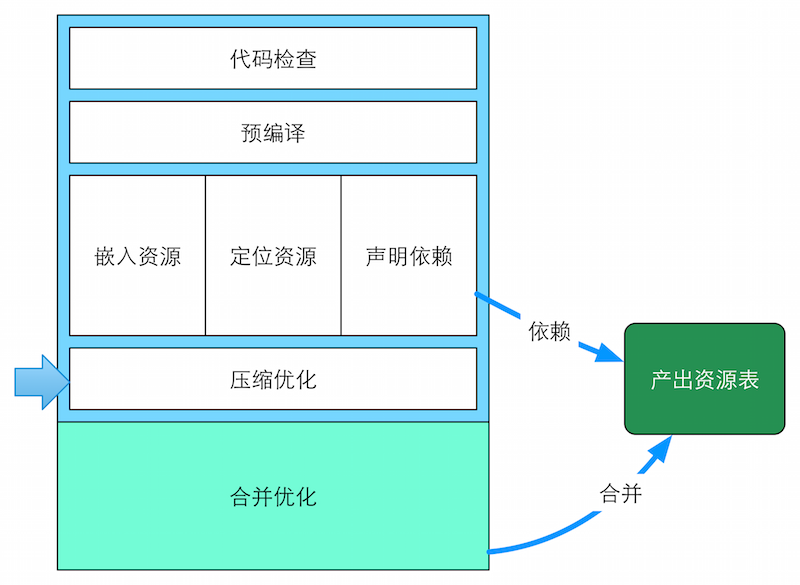 代码检查
预编译
嵌入资源
定位资源
声明依赖
依赖
产出资源表
压缩优化
合并优化
合并